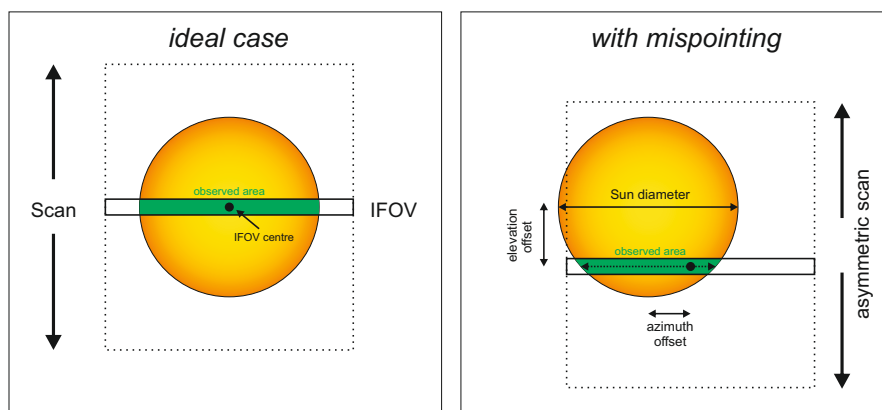 ideal case
Scan
observed area
IFOV centre
IFOV
with mispointing
Sun diameter
elevation
offset
observed area
azimuth
offset
asymmetric scan